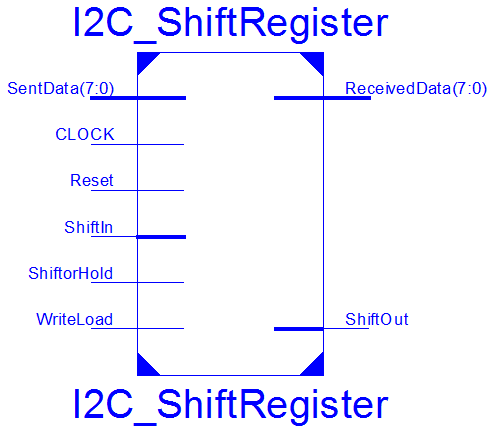 I2C_ShiftRegister
SentData(7:0)
ReceivedData(7:0)
CLOCK
Reset
ShiftIn
ShiftorHold
WriteLoad
ShiftOut
I2C_ShiftRegister